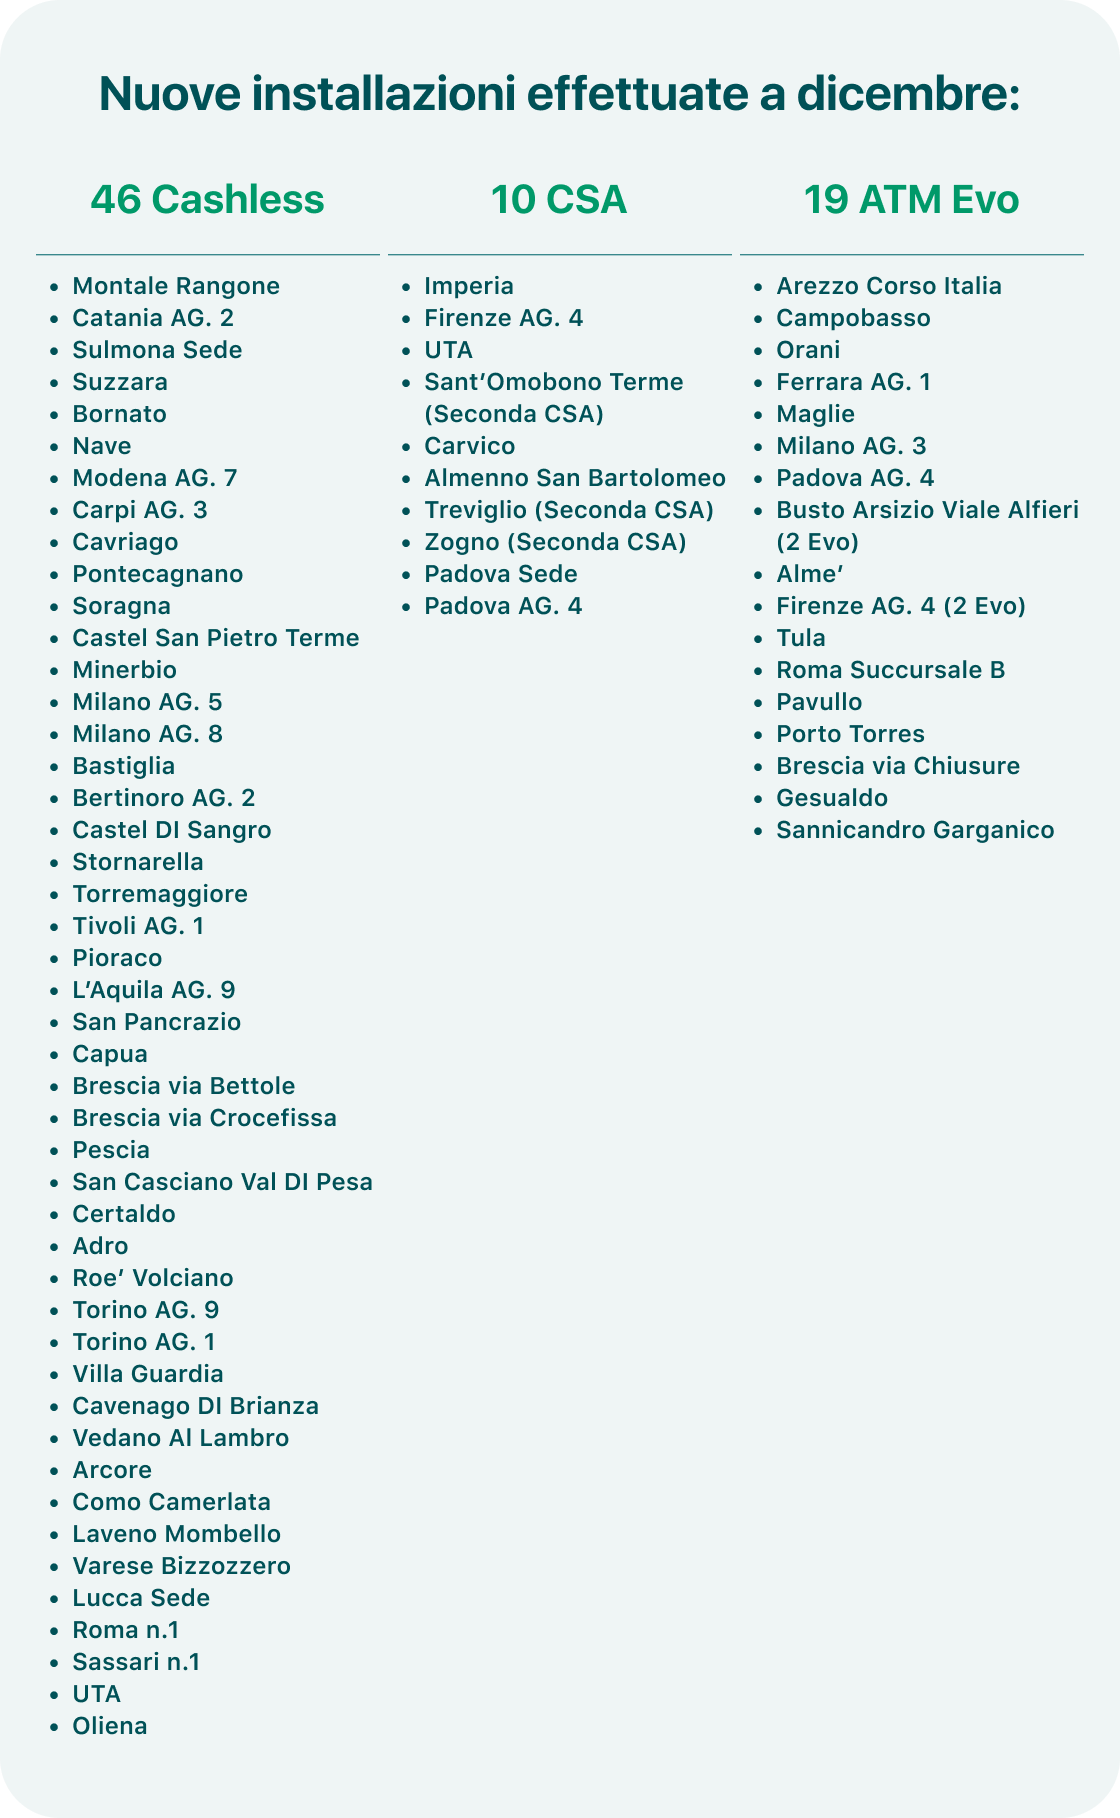 Nuove installazioni effettuate a dicembre:
46 Cashless
• Montale Rangone
• Catania AG. 2
• Sulmona Sede
• Suzzara
• Bornato
• Nave
• Modena AG. 7
• Carpi AG. 3
• Cavriago
• Pontecagnano
• Soragna
• Castel San Pietro Terme
• Minerbio
• Milano AG. 5
• Milano AG. 8
• Bastiglia
• Bertinoro AG. 2
• Castel DI Sangro
• Stornarella
• Torremaggiore
• Tivoli AG. 1
• Pioraco
• L’Aquila AG. 9
• San Pancrazio
• Capua
• Brescia via Bettole
• Brescia via Crocefissa
• Pescia
• San Casciano Val DI Pesa
• Certaldo
• Adro
• Roe’ Volciano
• Torino AG. 9
• Torino AG. 1
• Villa Guardia
• Cavenago DI Brianza
• Vedano Al Lambro
• Arcore
• Como Camerlata
• Laveno Mombello
• Varese Bizzozzero
• Lucca Sede
• Roma n.1
• Sassari n.1
• UTA
• Oliena
10 CSA
• Imperia
• Firenze AG. 4
• UTA
• Sant’Omobono Terme
(Seconda CSA)
• Carvico
• Almenno San Bartolomeo
• Treviglio (Seconda CSA)
• Zogno (Seconda CSA)
• Padova Sede
• Padova AG. 4
19 ATM Evo
• Arezzo Corso Italia
• Campobasso
• Orani
• Ferrara AG. 1
• Maglie
• Milano AG. 3
• Padova AG. 4
• Busto Arsizio Viale Alfieri
(2 Evo)
• Alme’
• Firenze AG. 4 (2 Evo)
• Tula
• Roma Succursale B
• Pavullo
• Porto Torres
• Brescia via Chiusure
• Gesualdo
• Sannicandro Garganico